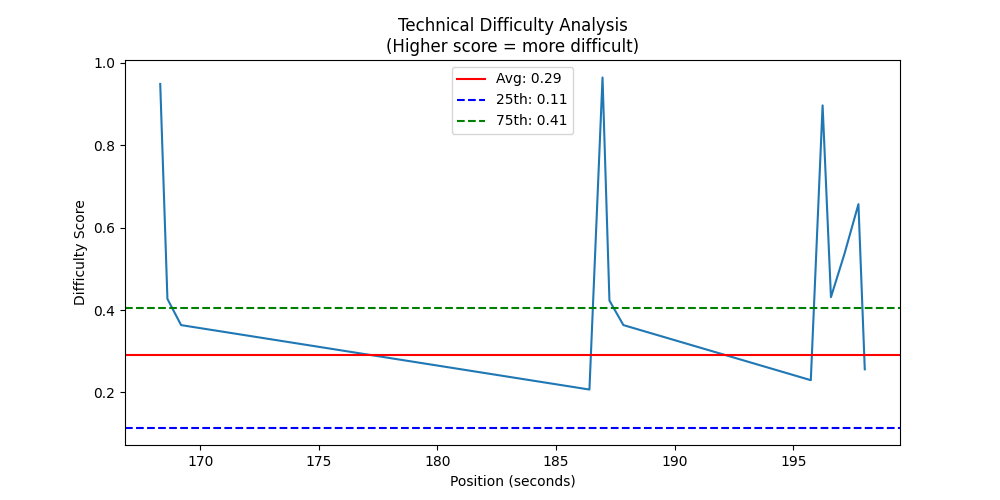 Technical Difficulty Analysis
(Higher score = more difficult)
Avg: 0.29
25th: 0.11
75th: 0.41
Difficulty Score
1.0
0.8
0.6
0.4
0.2
170
175
180
185
190
195
Position (seconds)